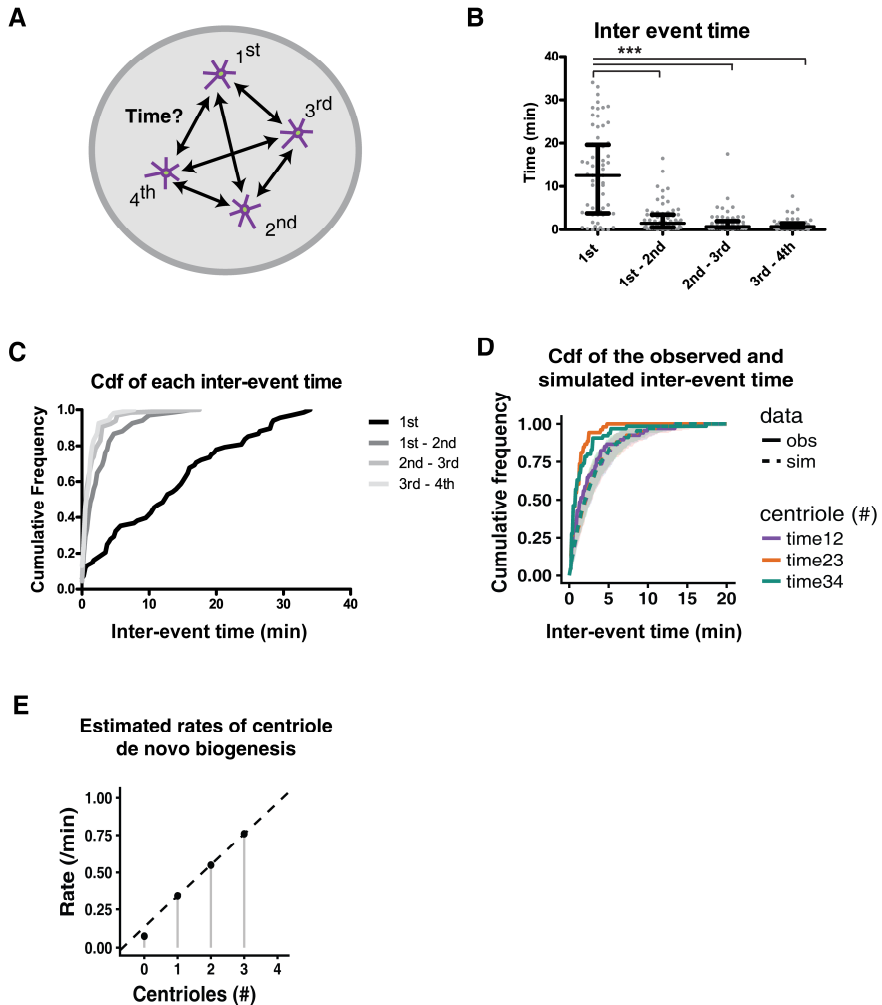 A
1st
3rd
Time?
4th
2nd
B
Inter event time
***
Time (min)
40
30
20
10
0
1st
1st - 2nd
2nd - 3rd
3rd - 4th
C
Cdf of each inter-event time
Cumulative Frequency
1.0
0.8
0.6
0.4
0.2
0.0
0 10 20 30 40
Inter-event time (min)
1st
1st - 2nd
2nd - 3rd
3rd - 4th
D
Cdf of the observed and
simulated inter-event time
Cumulative frequency
1.00
0.75
0.50
0.25
0.00
0 5 10 15 20
Inter-event time (min)
data
obs
sim
centriole (#)
time12
time23
time34
E
Estimated rates of centriole
de novo biogenesis
Rate (/min)
1.00
0.75
0.50
0.25
0.00
0 1 2 3 4
Centrioles (#)